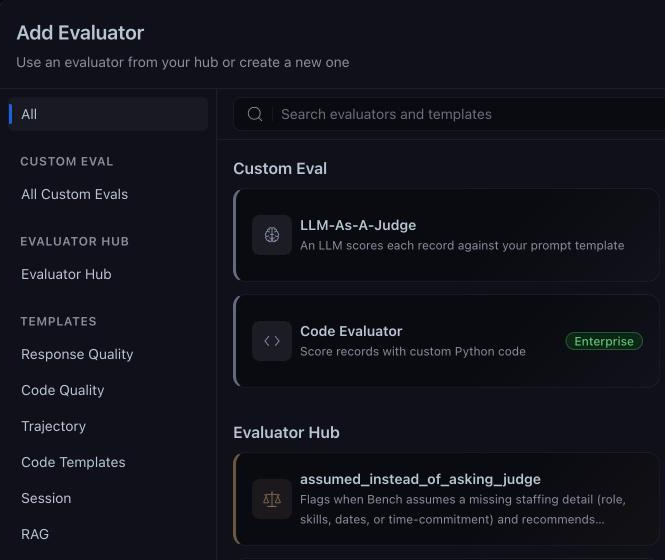 Add Evaluator
Use an evaluator from your hub or create a new one
All
CUSTOM EVAL
All Custom Evals
EVALUATOR HUB
Evaluator Hub
TEMPLATES
Response Quality
Code Quality
Trajectory
Code Templates
Session
RAG
Search evaluators and templates
Custom Eval
LLM-As-A-Judge
An LLM scores each record against your prompt template
Code Evaluator
Score records with custom Python code
Enterprise
Evaluator Hub
assumed_instead_of_asking_judge
Flags when Bench assumes a missing staffing detail (role,
skills, dates, or time-commitment) and recommends...